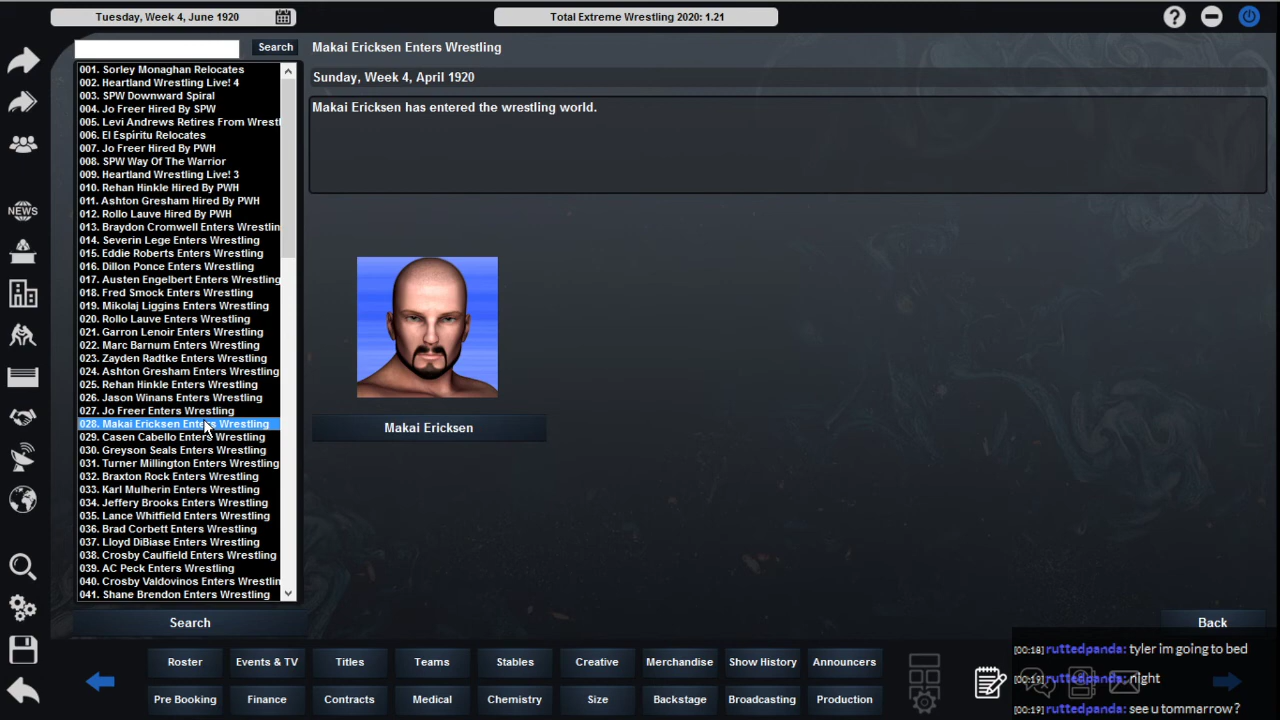 Tuesday, Week 4, June 1920
Total Extreme Wrestling 2020: 1.21
?
Search
Makai Ericksen Enters Wrestling
Sunday, Week 4, April 1920
Makai Ericksen has entered the wrestling world.
NEWS
001. Sorley Monaghan Relocates
002. Heartland Wrestling Live! 4
003. SPW Downward Spiral
004. Jo Freer Hired By SPW
005. Levi Andrews Retires From Wrestl
006. El Espíritu Relocates
007. Jo Freer Hired By PWH
008. SPW Way Of The Warrior
009. Heartland Wrestling Live! 3
010. Rehan Hinkle Hired By PWH
011. Ashton Gresham Hired By PWH
012. Rollo Lauve Hired By PWH
013. Braydon Cromwell Enters Wrestlin
014. Severin Lege Enters Wrestling
015. Eddie Roberts Enters Wrestling
016. Dillon Ponce Enters Wrestling
017. Austen Engelbert Enters Wrestling
018. Fred Smock Enters Wrestling
019. Mikolaj Liggins Enters Wrestling
020. Rollo Lauve Enters Wrestling
021. Garron Lenoir Enters Wrestling
022. Marc Barnum Enters Wrestling
023. Zayden Radtke Enters Wrestling
024. Ashton Gresham Enters Wrestling
025. Rehan Hinkle Enters Wrestling
026. Jason Winans Enters Wrestling
027. Jo Freer Enters Wrestling
028. Makai Ericksen Enters Wrestling
029. Casen Cabello Enters Wrestling
030. Greyson Seals Enters Wrestling
031. Turner Millington Enters Wrestling
032. Braxton Rock Enters Wrestling
033. Karl Mulherin Enters Wrestling
034. Jeffery Brooks Enters Wrestling
035. Lance Whitfield Enters Wrestling
036. Brad Corbett Enters Wrestling
037. Lloyd DiBiase Enters Wrestling
038. Crosby Caulfield Enters Wrestling
039. AC Peck Enters Wrestling
040. Crosby Valdovinos Enters Wrestlin
041. Shane Brendon Enters Wrestling
Makai Ericksen
Search
Back
Roster
Events & TV
Titles
Teams
Stables
Creative
Merchandise
Show History
Announcers
Pre Booking
Finance
Contracts
Medical
Chemistry
Size
Backstage
Broadcasting
Production
[00:18] ruttedpanda: tyler im going to bed
[00:19] ruttedpanda: night
[00:19] ruttedpanda: see u tommarrow?